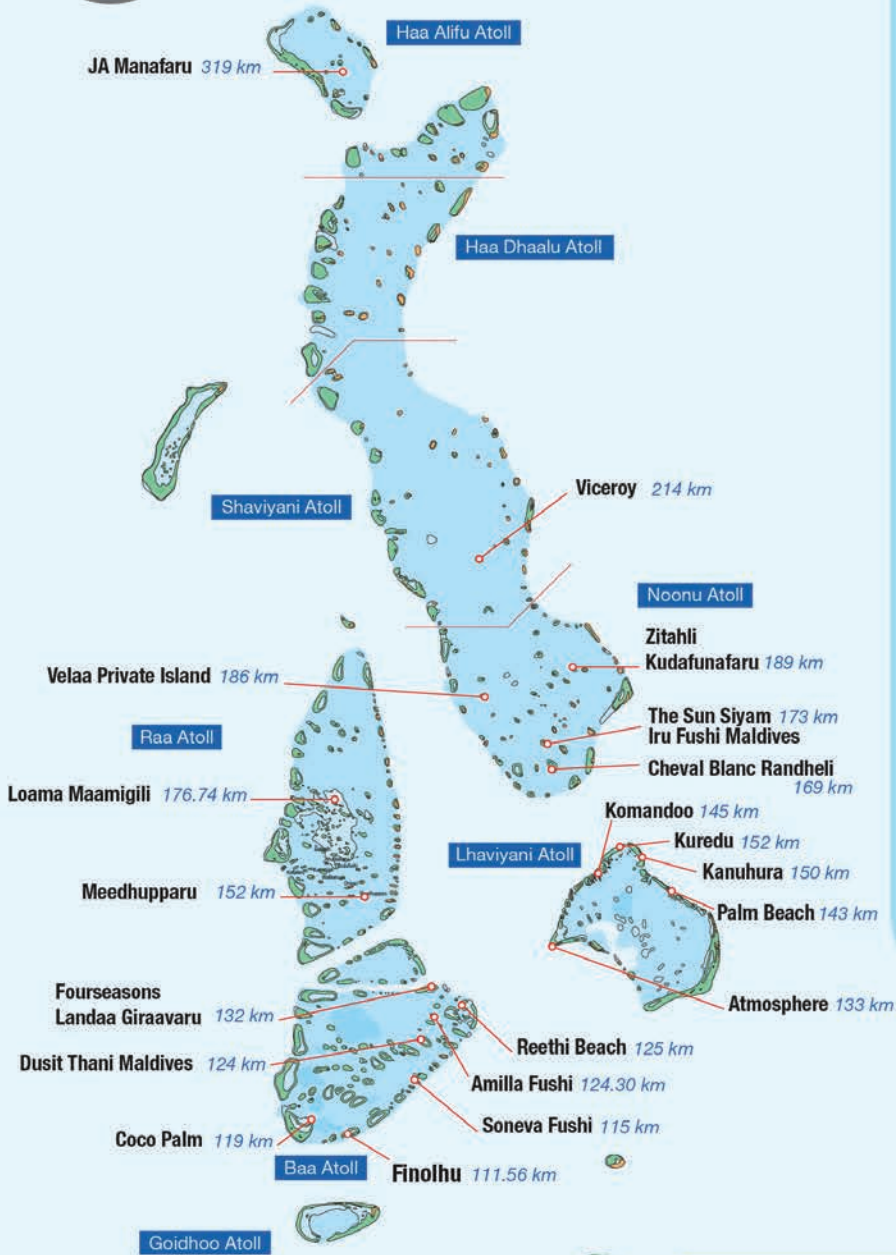 Haa Alifu Atoll
JA Manafaru 319 km
Haa Dhaalu Atoll
Shaviyani Atoll
Viceroy 214 km
Noonu Atoll
Zitahli
Kudafunafaru 189 km
Velaa Private Island 186 km
The Sun Siyam 173 km
Iru Fushi Maldives
Raa Atoll
Cheval Blanc Randheli
169 km
Loama Maamigili 176.74 km
Komandoo 145 km
Lhaviyani Atoll
Kuredu 152 km
Kanuhura 150 km
Meedhupparu 152 km
Palm Beach 143 km
Fourseasons
Landaa Giraavaru 132 km
Atmosphere 133 km
Reethi Beach 125 km
Dusit Thani Maldives 124 km
Amilla Fushi 124.30 km
Soneva Fushi 115 km
Coco Palm 119 km
Baa Atoll
Finolhu 111.56 km
Goidhoo Atoll